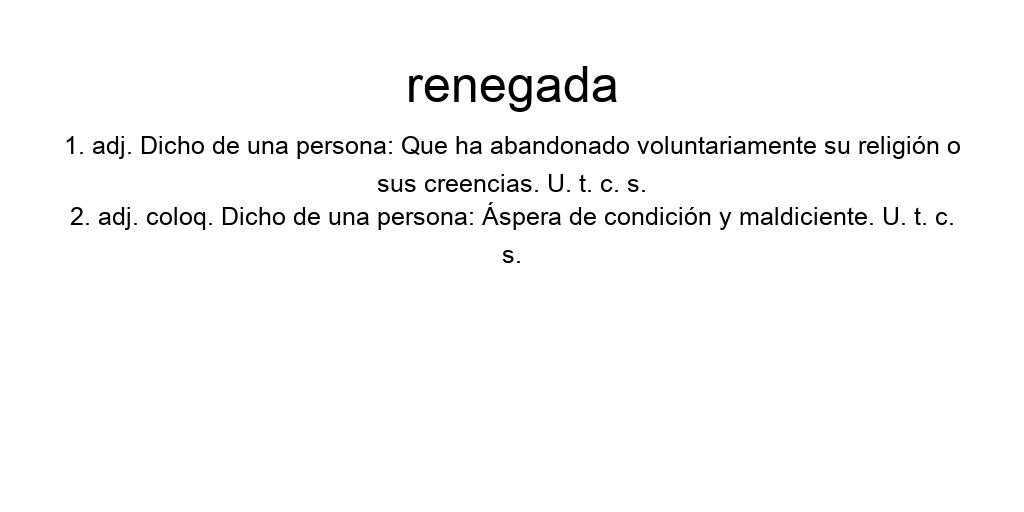 renegada
1. adj. Dicho de una persona: Que ha abandonado voluntariamente su religión o
sus creencias. U. t. c. s.
2. adj. coloq. Dicho de una persona: Áspera de condición y maldiciente. U. t. c.
s.